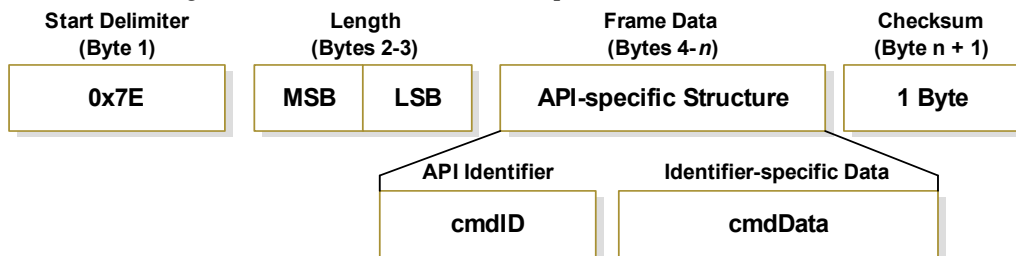 Start Delimiter
(Byte 1)
Length
(Bytes 2-3)
Frame Data
(Bytes 4-n)
Checksum
(Byte n + 1)
0x7E
MSB
LSB
API-specific Structure
1 Byte
API Identifier
Identifier-specific Data
cmdID
cmdData